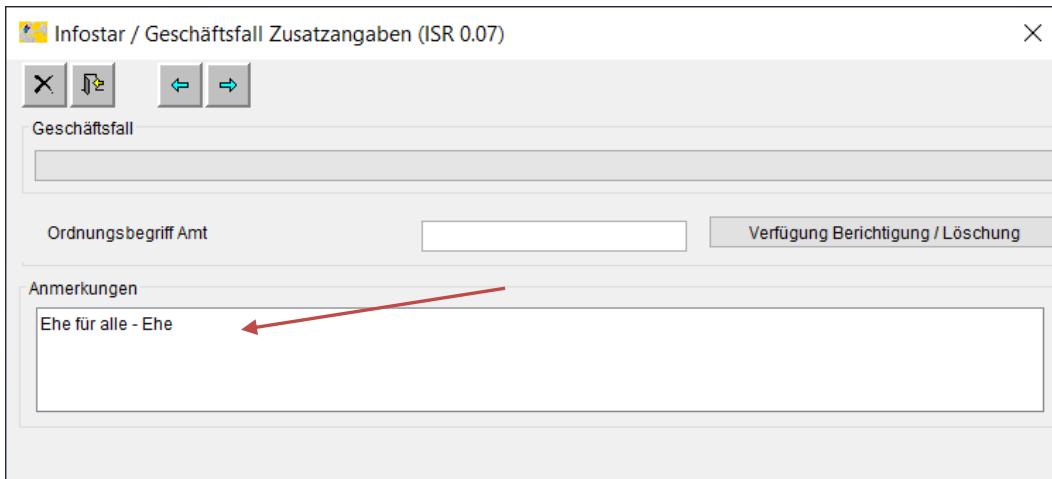 Infostar / Geschäftsfall Zusatzangaben (ISR 0.07)
Geschäftsfall
Ordnungsbegriff Amt
Verfügung Berichtigung / Löschung
Anmerkungen
Ehe für alle - Ehe